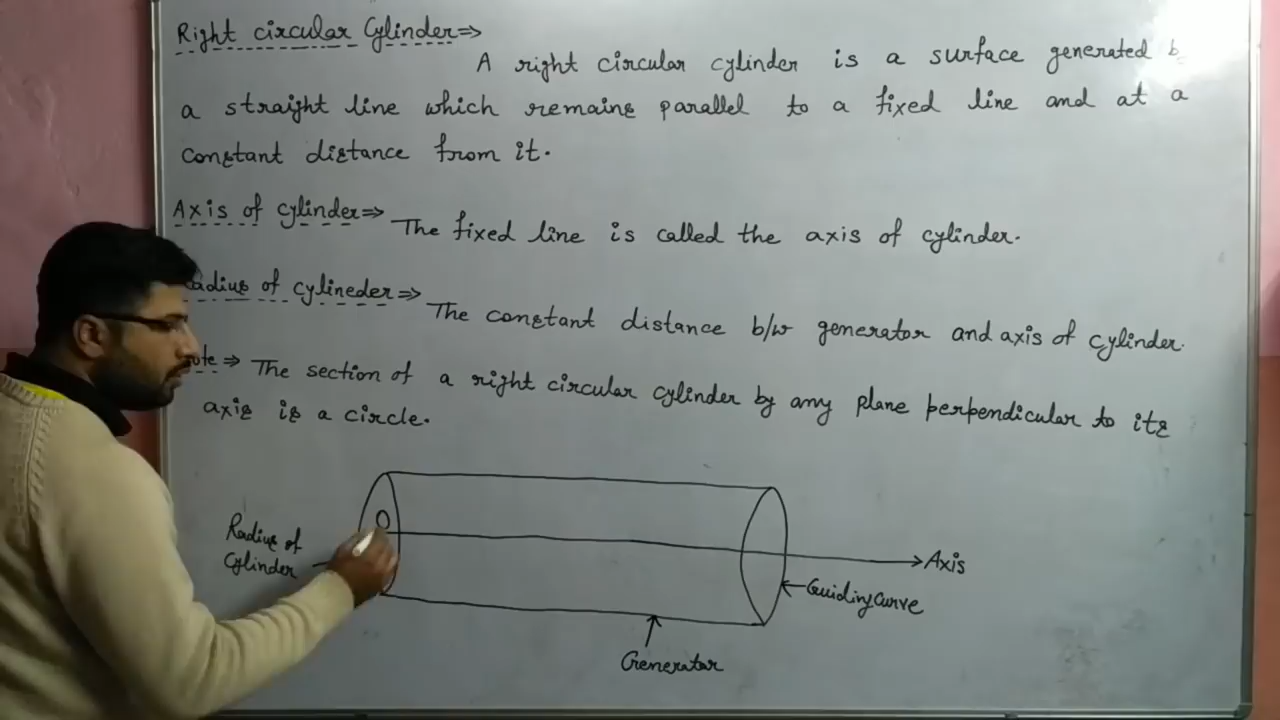 Right circular Cylinder⇒
A right circular cylinder is a surface generated b
a straight line which remains parallel to a fixed line and at a
constant distance from it.
Axis of cylinder⇒ The fixed line is called the axis of cylinder.
adius of cylineder⇒ The constant distance b/w generator and axis of cylinder.
ote ⇒ The section of a right circular cylinder by any plane perpendicular to its
axis is a circle.
O
Radius of
Cylinder
Axis
Guiding Curve
Generator